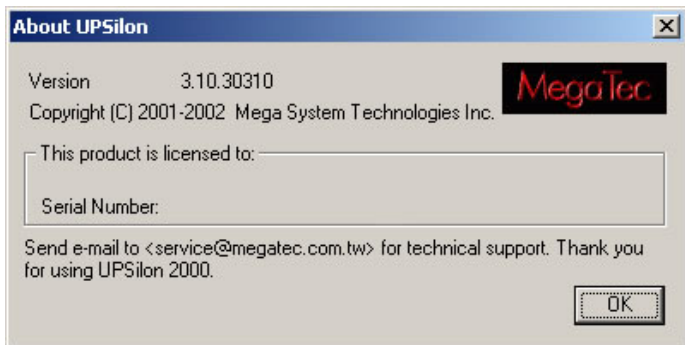 About UPSilon
Version 3.10.30310
MegaTec
Copyright (C) 2001-2002 Mega System Technologies Inc.
This product is licensed to:
Serial Number:
Send e-mail to <service@megatec.com.tw> for technical support. Thank you
for using UPSilon 2000.
OK